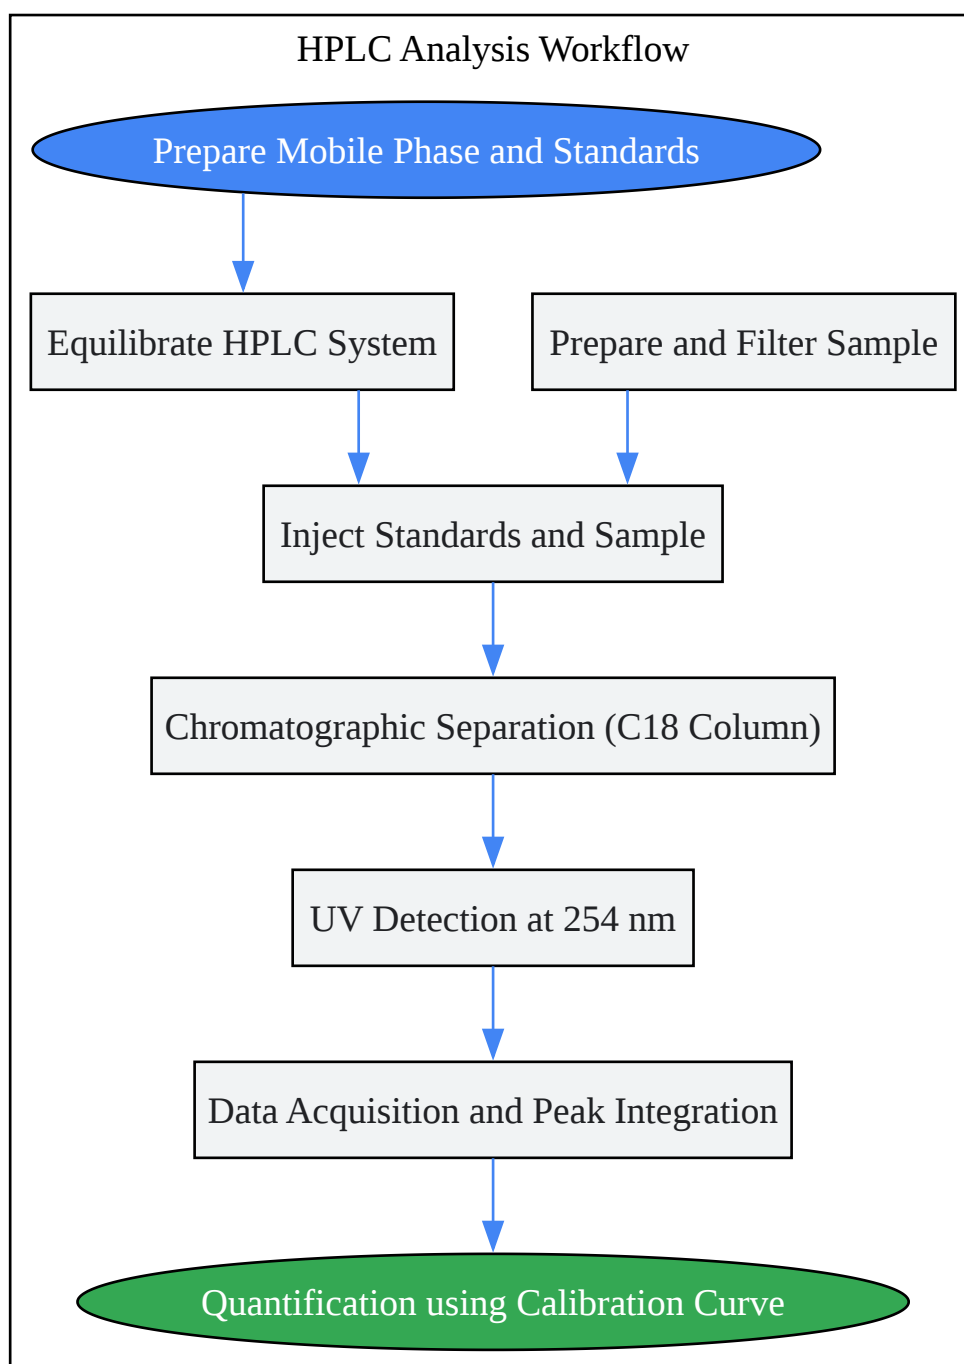 HPLC Analysis Workflow
Prepare Mobile Phase and Standards
Equilibrate HPLC System
Prepare and Filter Sample
Inject Standards and Sample
Chromatographic Separation (C18 Column)
UV Detection at 254 nm
Data Acquisition and Peak Integration
Quantification using Calibration Curve